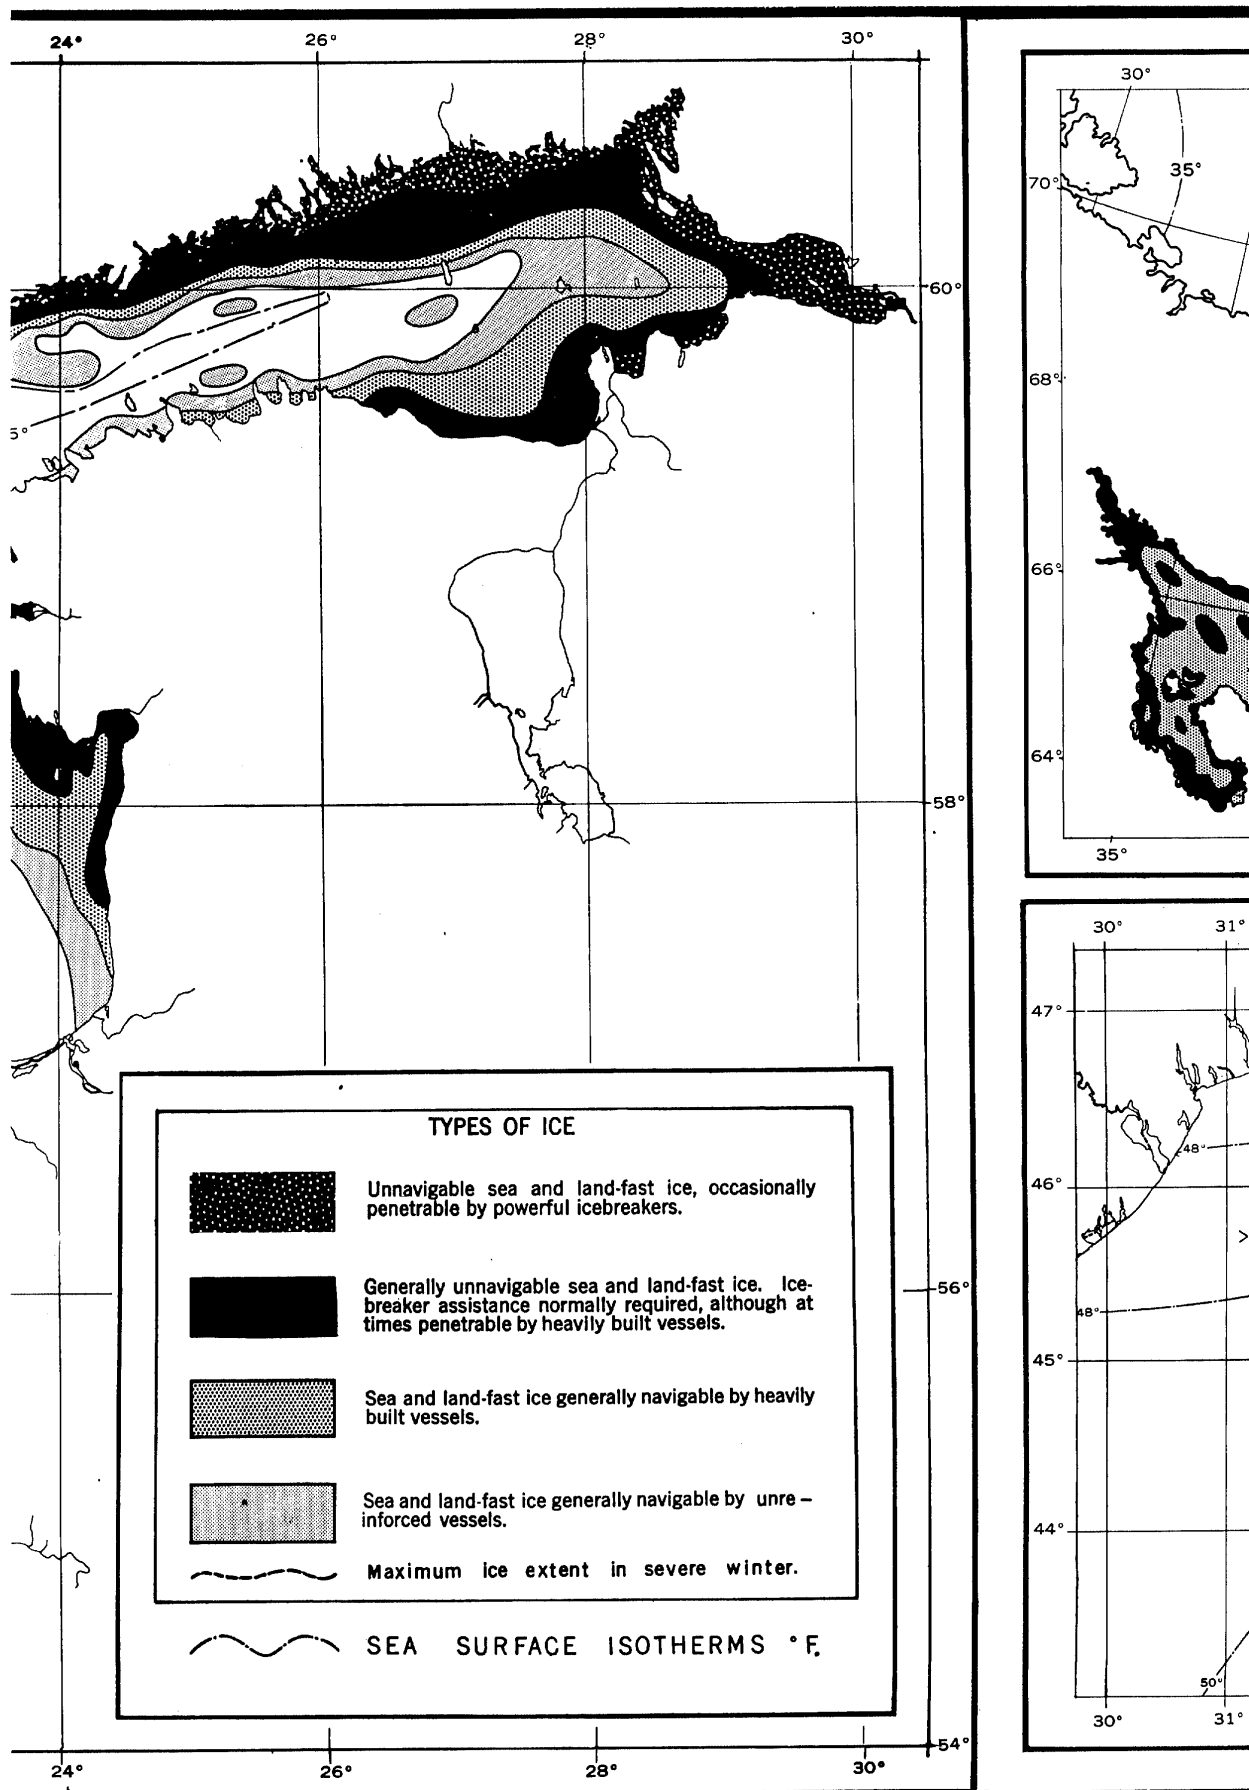 24° 26° 28° 30°
30°
35°
70°
60°
68°
5°
66°
64°
58°
35°
30° 31°
47°
48°
46°
TYPES OF ICE
Unnavigable sea and land-fast ice, occasionally
penetrable by powerful icebreakers.
Generally unnavigable sea and land-fast ice. Ice-
breaker assistance normally required, although at
times penetrable by heavily built vessels.
56°
48°
45°
Sea and land-fast ice generally navigable by heavily
built vessels.
Sea and land-fast ice generally navigable by unre-
inforced vessels.
44°
Maximum ice extent in severe winter.
SEA SURFACE ISOTHERMS °F.
50°
30° 31°
54°
24° 26° 28° 30°